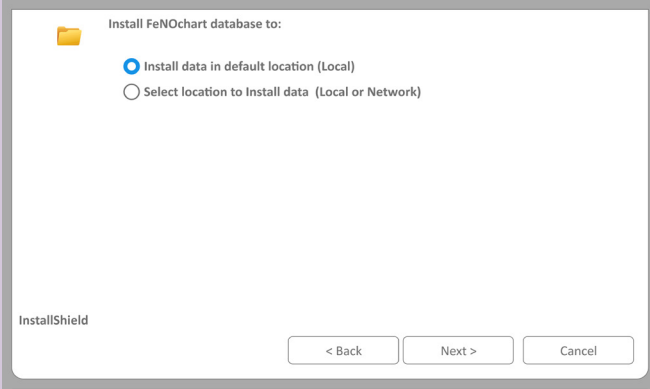 Install FeNOchart database to:
Install data in default location (Local)
Select location to Install data  (Local or Network)
InstallShield
< Back
Next >
Cancel